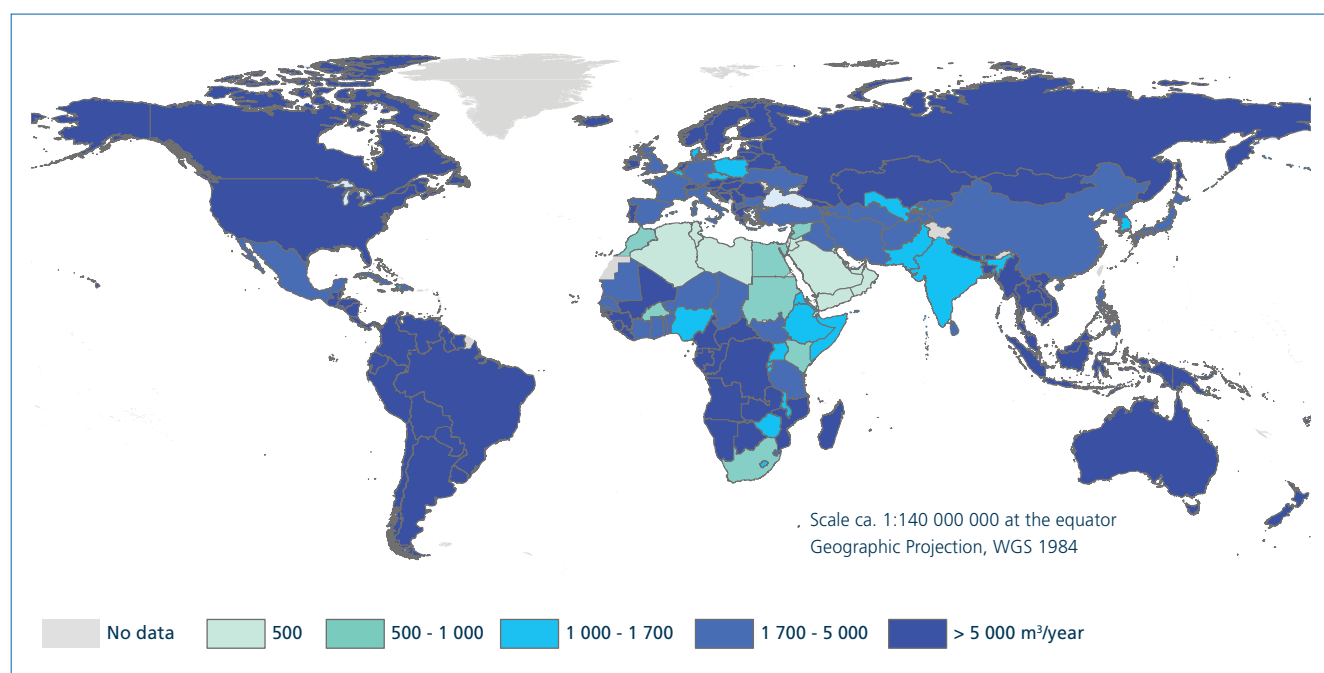 Scale ca. 1:140 000 000 at the equator
Geographic Projection, WGS 1984
No data
500
500 - 1 000
1 000 - 1 700
1 700 - 5 000
> 5 000 m³/year